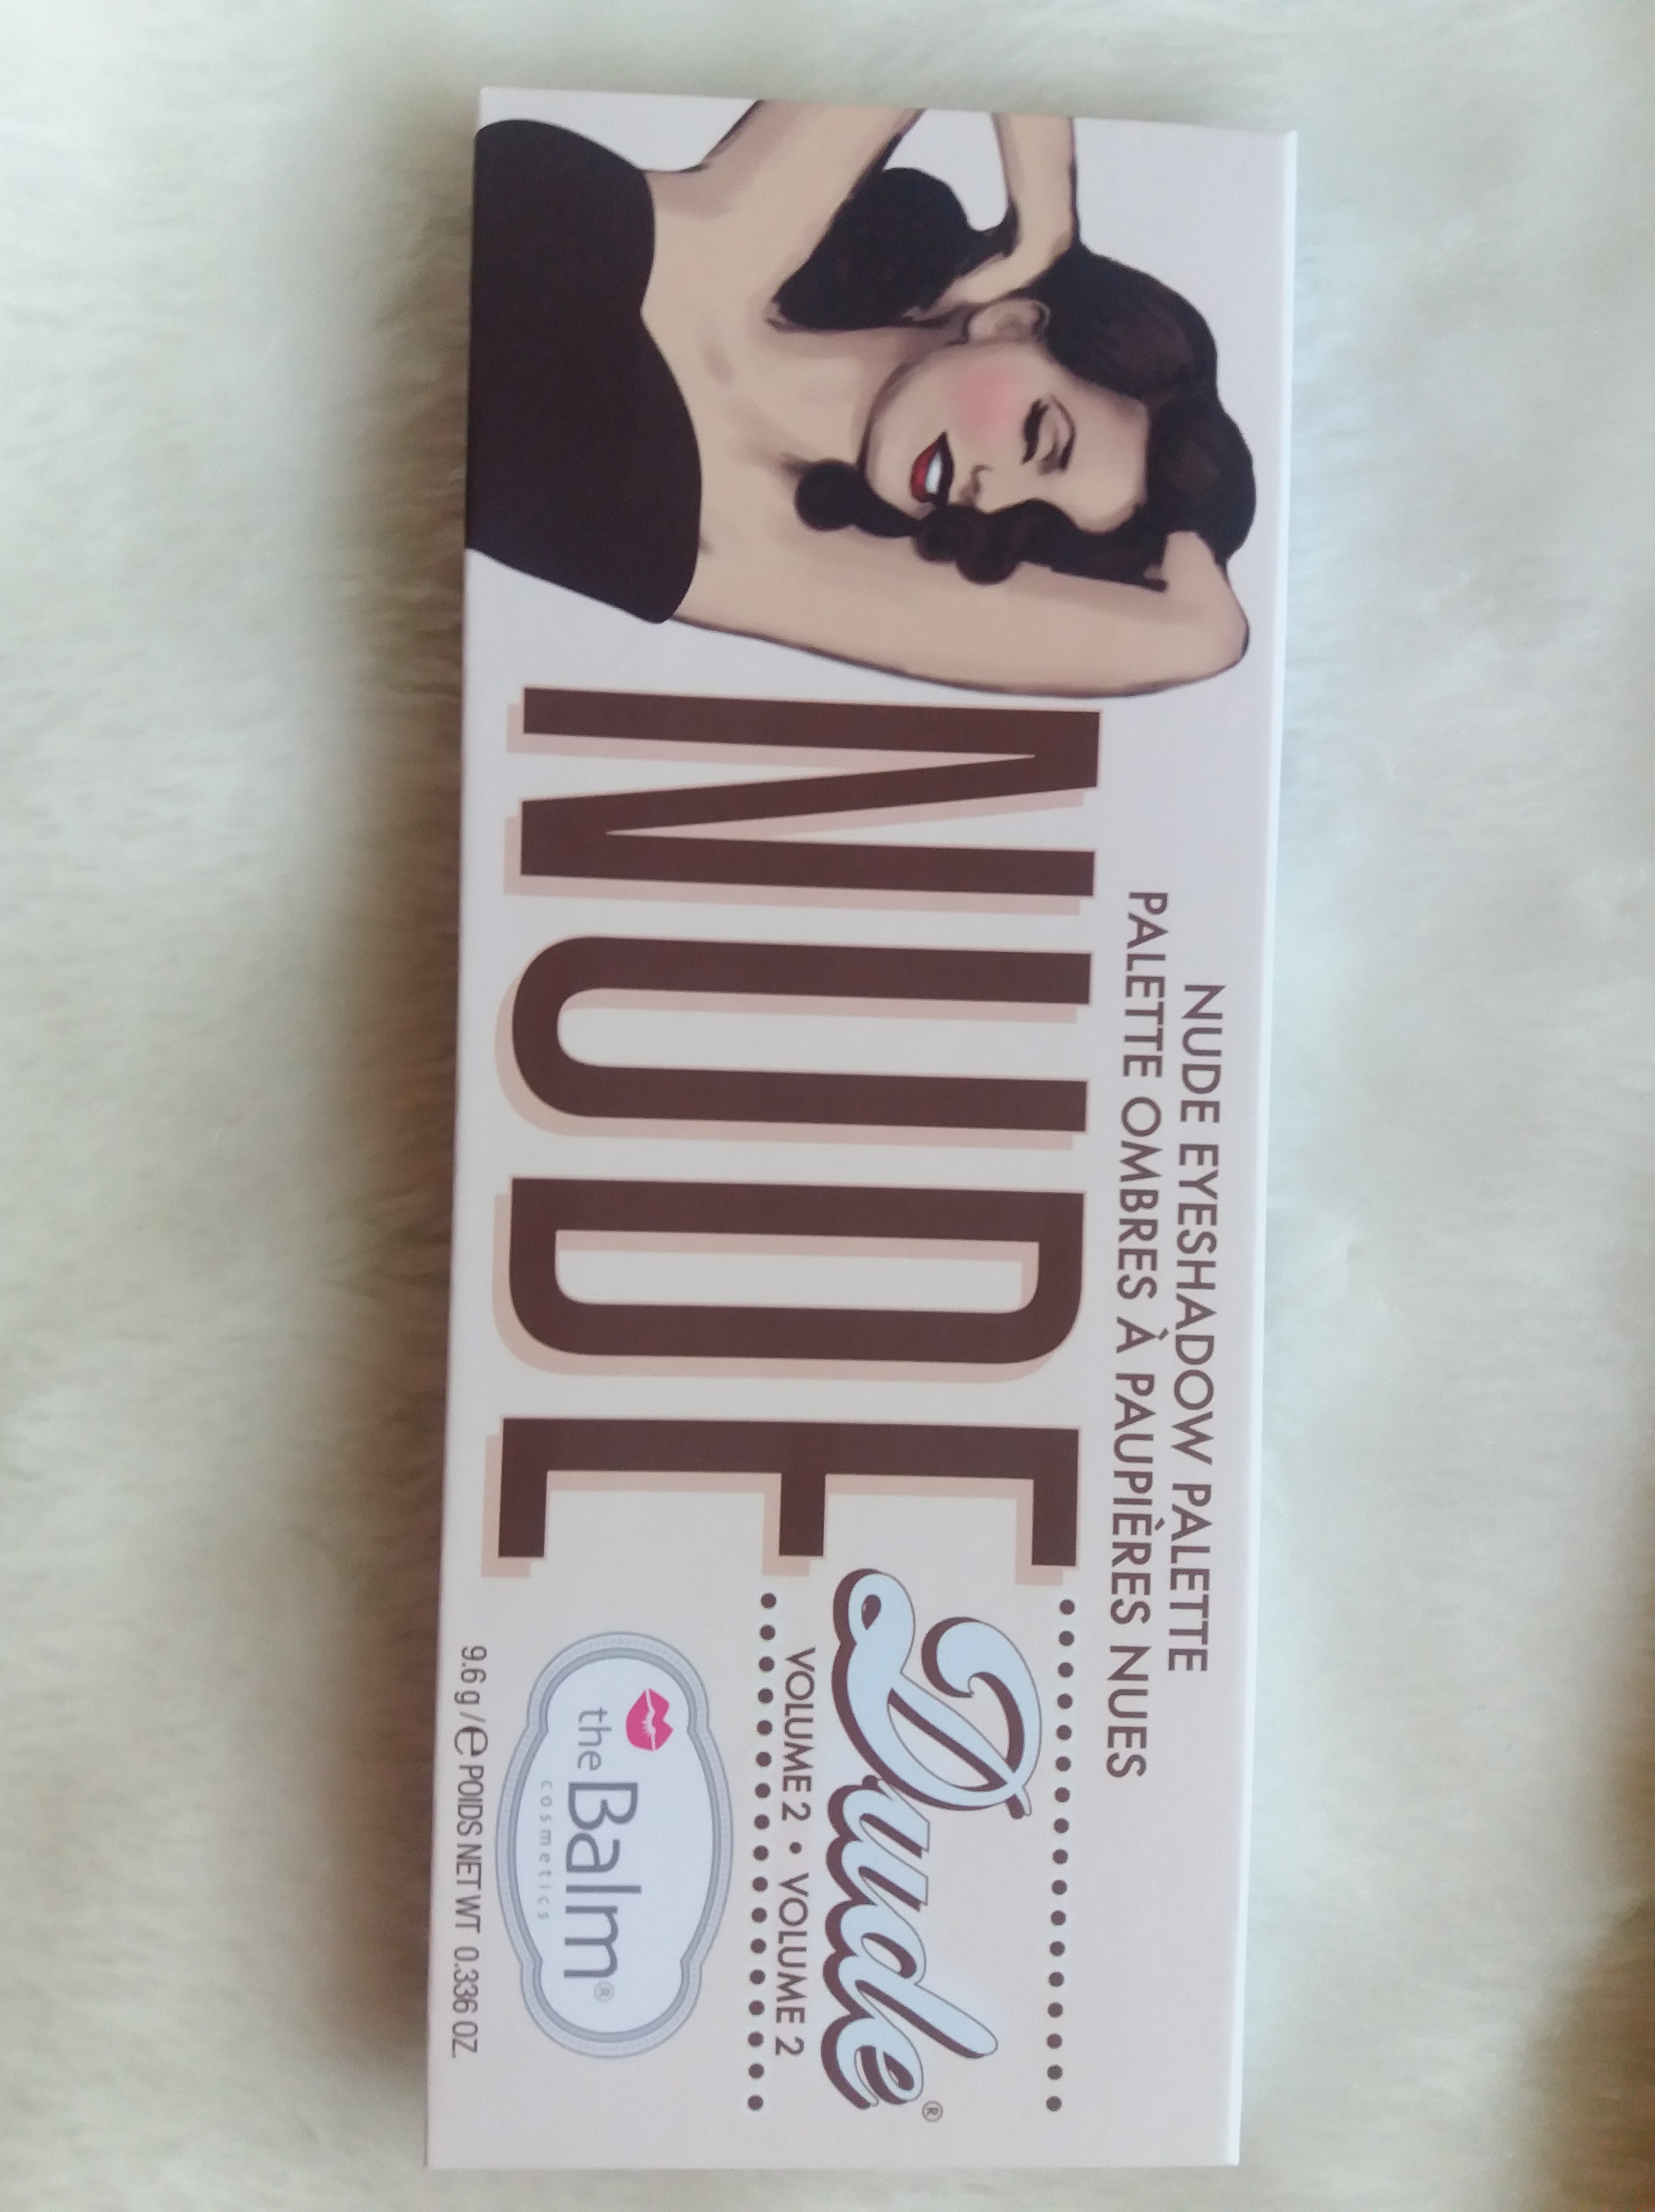 NUDE EYESHADOW PALETTE
PALETTE OMBRES À PAUPIÈRES NUES
NUDE
Dude®
VOLUME 2 • VOLUME 2
the Balm®
cosmetics
9.6 g / ℮ POIDS NET WT 0.336 OZ.